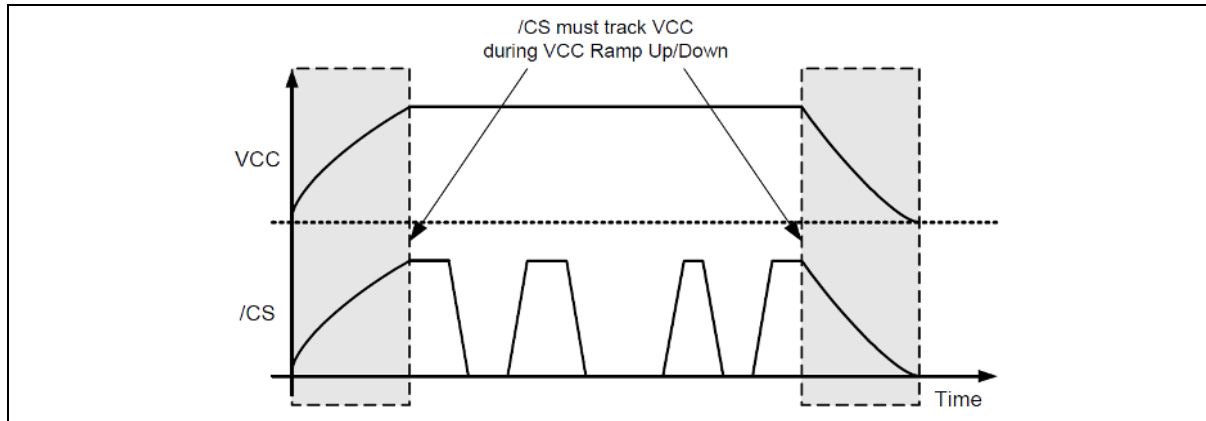 /CS must track VCC
during VCC Ramp Up/Down
VCC
/CS
Time